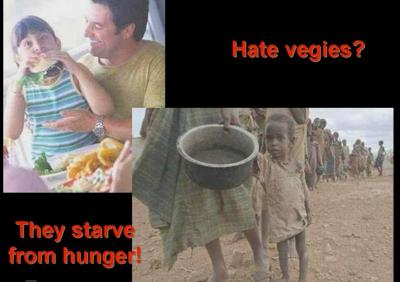 Hate vegies?
They starve
from hunger!